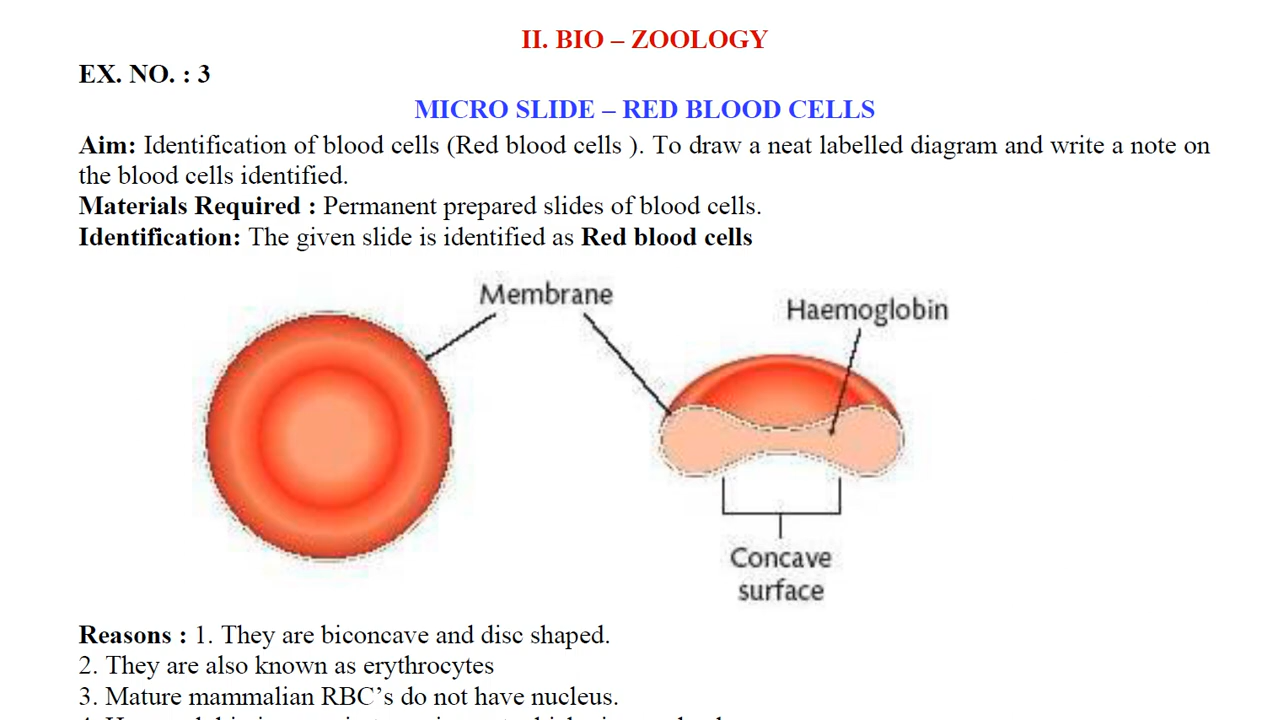 II. BIO – ZOOLOGY
EX. NO. : 3
MICRO SLIDE – RED BLOOD CELLS
Aim: Identification of blood cells (Red blood cells ). To draw a neat labelled diagram and write a note on
the blood cells identified.
Materials Required : Permanent prepared slides of blood cells.
Identification: The given slide is identified as Red blood cells
Membrane
Haemoglobin
Concave
surface
Reasons : 1. They are biconcave and disc shaped.
2. They are also known as erythrocytes
3. Mature mammalian RBC’s do not have nucleus.